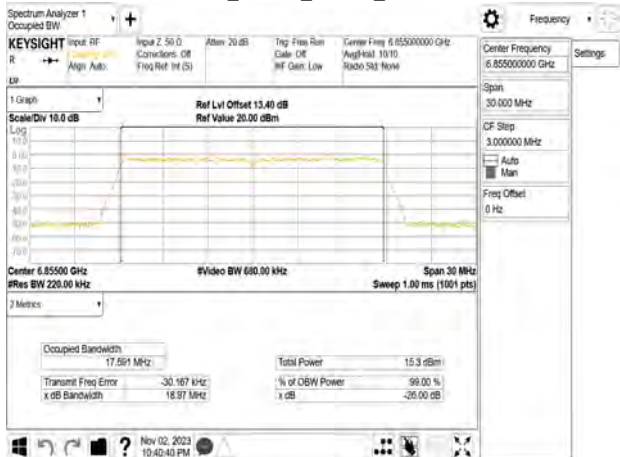 Spectrum Analyzer 1
Occupied BW
+
Frequency
KEYSIGHT
Input: RF
Input Z: 50 Ω
Atten: 20 dB
Trig: Free Run
Center Freq: 6.855000000 GHz
R
Corrections: Off
Gate: Off
Avg|Hold: 10/10
Align: Auto
Freq Ref: Int (S)
#IF Gain: Low
Radio Std: None
Center Frequency
6.855000000 GHz
Settings
Span
30.000 MHz
CF Step
3.000000 MHz
Auto
Man
Freq Offset
0 Hz
1 Graph
Ref Lvl Offset 13.40 dB
Scale/Div 10.0 dB
Ref Value 20.00 dBm
Log
10.0
0.00
Center 6.85500 GHz
#Video BW 680.00 kHz
Span 30 MHz
#Res BW 220.00 kHz
Sweep 1.00 ms (1001 pts)
2 Metrics
Occupied Bandwidth
17.591 MHz
Total Power
15.3 dBm
Transmit Freq Error
-30.167 kHz
% of OBW Power
99.00 %
x dB Bandwidth
18.97 MHz
x dB
-26.00 dB
?
Nov 02, 2023
10:40:40 PM